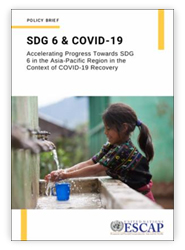 POLICY BRIEF
SDG 6 & COVID-19
Accelerating Progress Towards SDG
6 in the Asia-Pacific Region in the
Context of COVID-19 Recovery
ESCAP